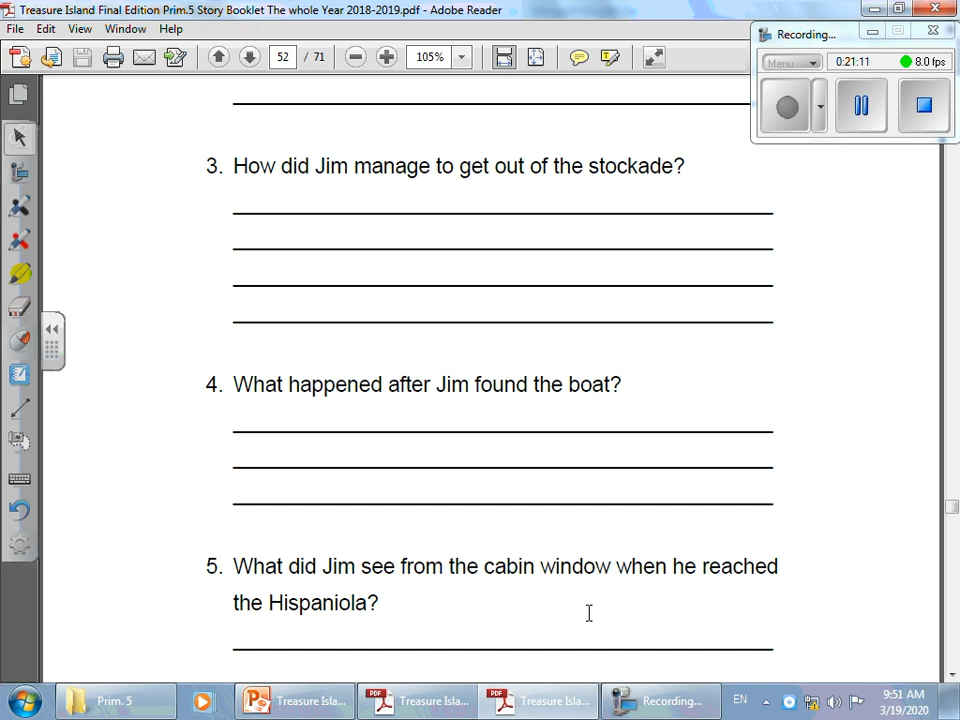 Treasure Island Final Edition Prim.5 Story Booklet The whole Year 2018-2019.pdf - Adobe Reader
File Edit View Window Help
52 / 71 105%
Recording...
Menu 0:21:11 8.0 fps
3. How did Jim manage to get out of the stockade?
4. What happened after Jim found the boat?
5. What did Jim see from the cabin window when he reached
the Hispaniola?
Prim. 5 Treasure Isla... Treasure Isla... Treasure Isla... Recording... EN 9:51 AM
3/19/2020